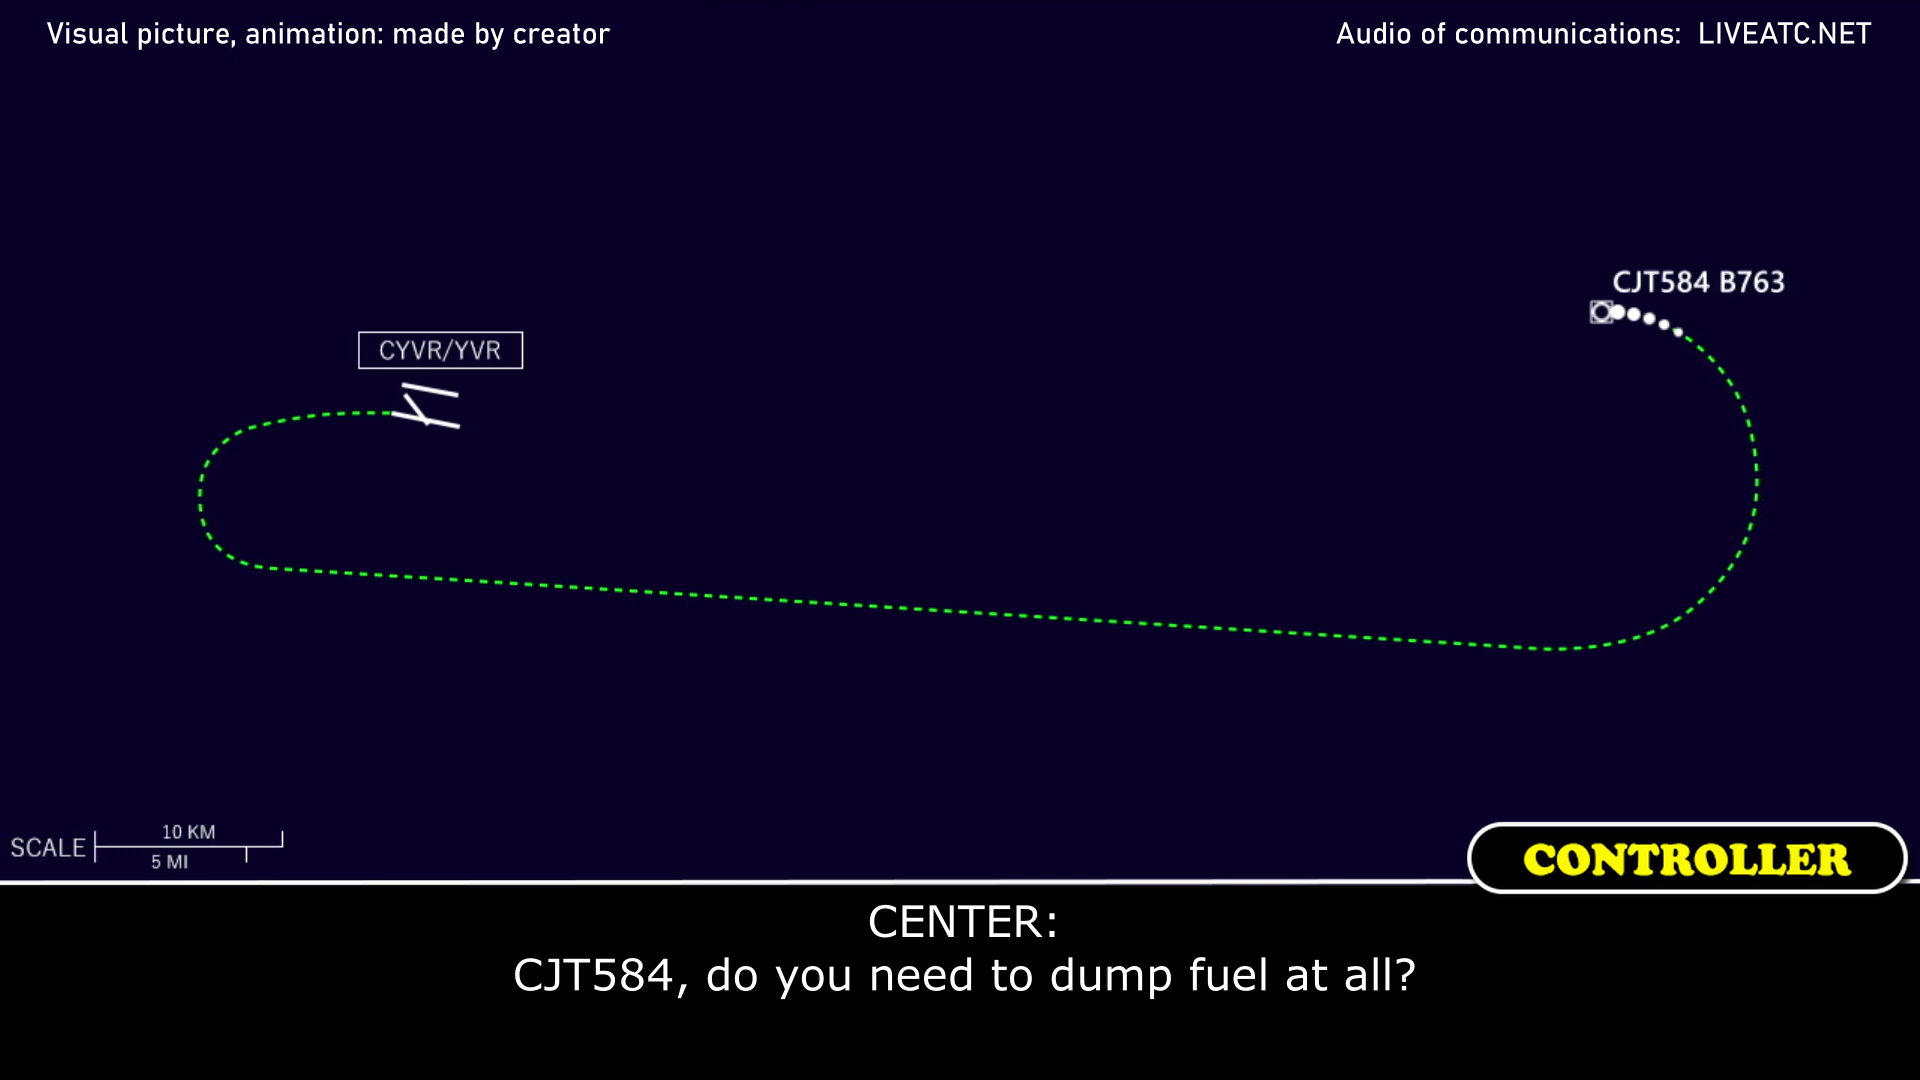 Visual picture, animation: made by creator
Audio of communications: LIVEATC.NET
CJT584 B763
CYVR/YVR
SCALE
10 KM
5 MI
CONTROLLER
CENTER:
CJT584, do you need to dump fuel at all?